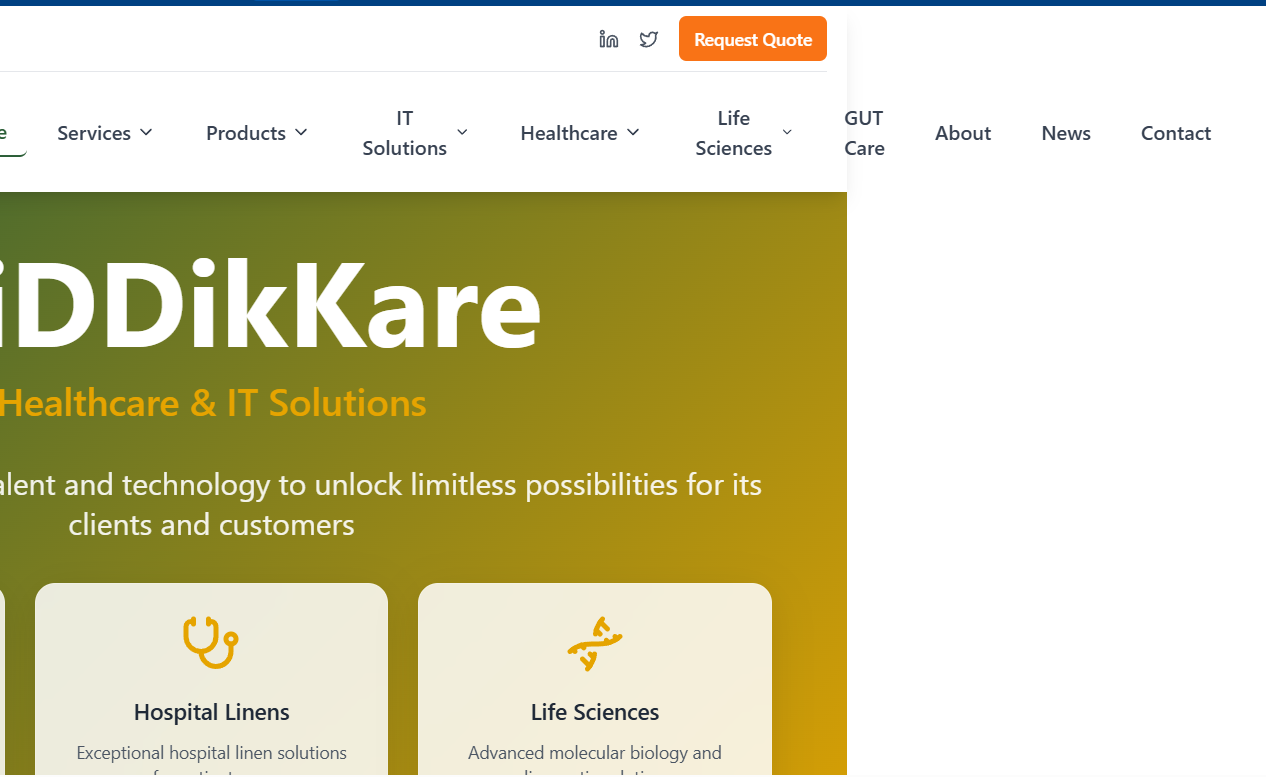 Request Quote
e Services Products IT Solutions Healthcare Life Sciences GUT Care About News Contact
iDDikKare
Healthcare & IT Solutions
alent and technology to unlock limitless possibilities for its
clients and customers
Hospital Linens
Exceptional hospital linen solutions
Life Sciences
Advanced molecular biology and